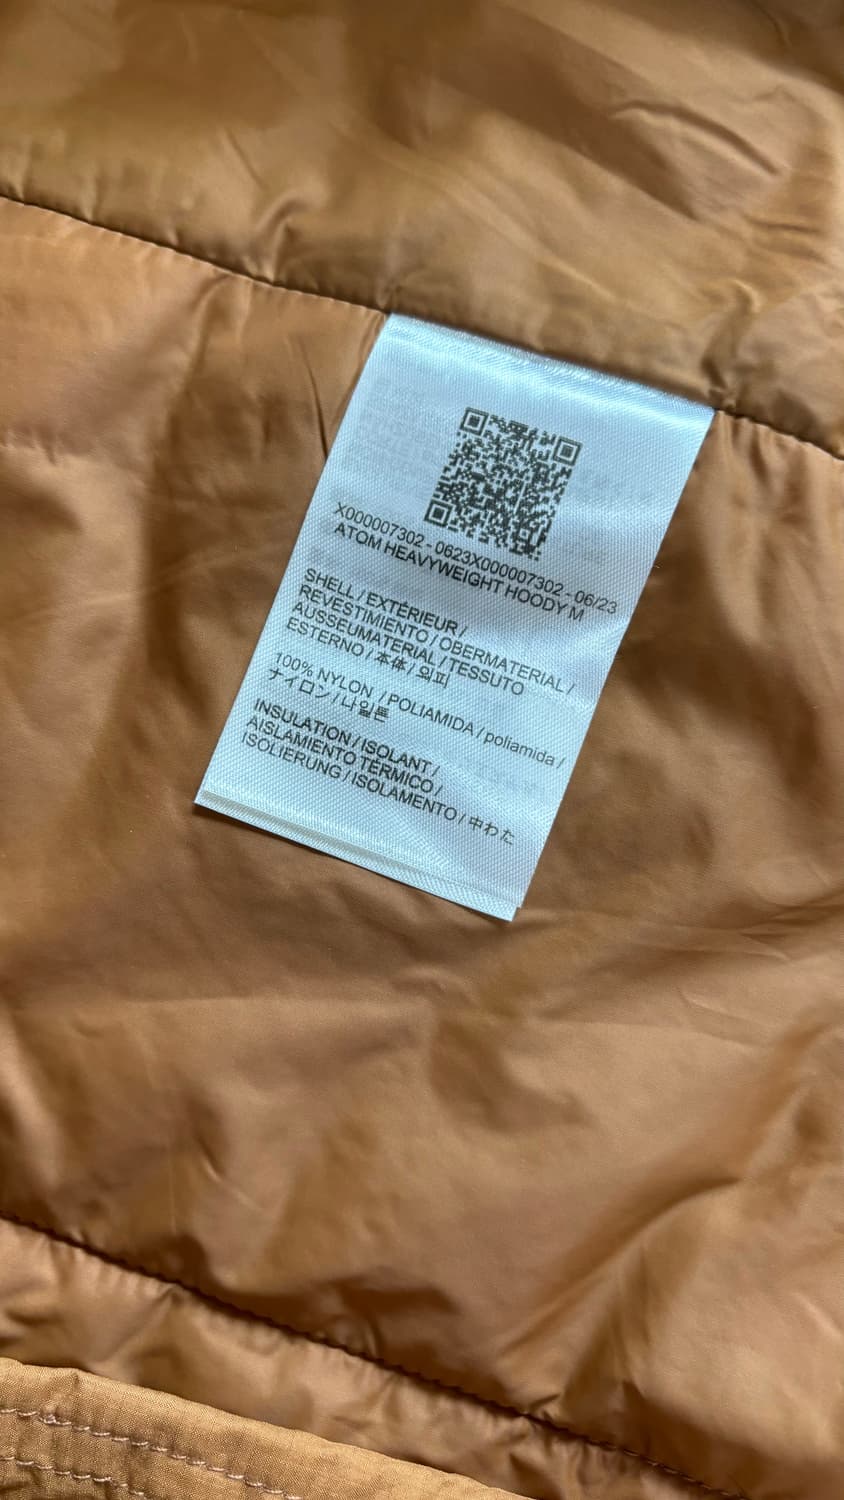 X000007302 - 0623X000007302 - 06/23
ATOM HEAVYWEIGHT HOODY M
SHELL / EXTÉRIEUR /
REVESTIMIENTO / OBERMATERIAL /
AUSSEUMATERIAL / TESSUTO
ESTERNO / 本体 / 외피
100% NYLON / POLIAMIDA / poliamida /
ナイロン / 나일론
INSULATION / ISOLANT /
AISLAMIENTO TÉRMICO /
ISOLIERUNG / ISOLAMENTO / 中わた